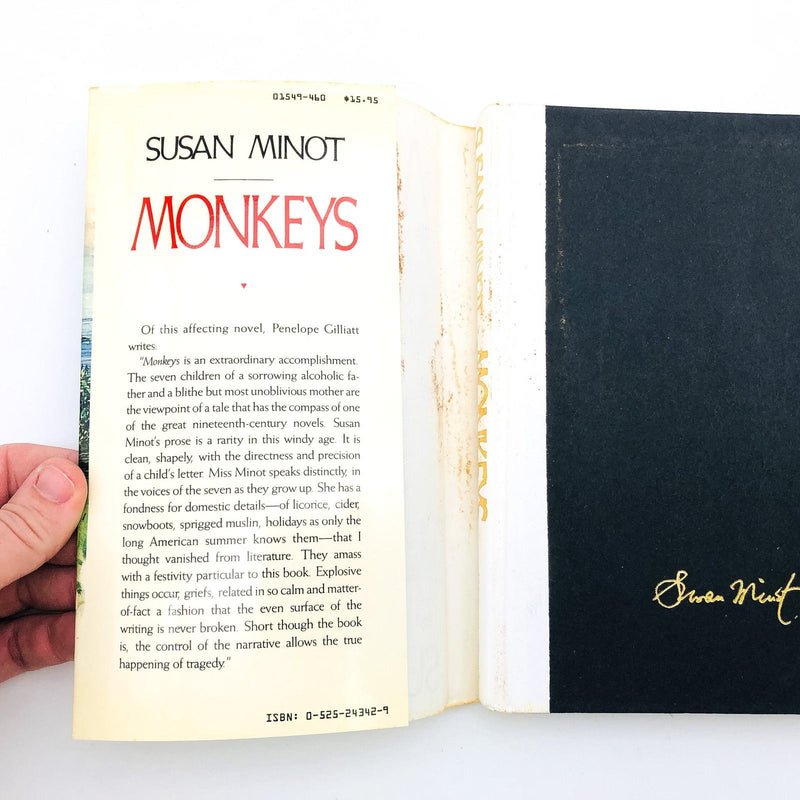 01549-460 $15.95
SUSAN MINOT
MONKEYS
Of this affecting novel, Penelope Gilliatt
writes:
"Monkeys is an extraordinary accomplishment.
The seven children of a sorrowing alcoholic fa-
ther and a blithe but most unoblivious mother are
the viewpoint of a tale that has the compass of one
of the great nineteenth-century novels. Susan
Minot's prose is a rarity in this windy age. It is
clean, shapely, with the directness and precision
of a child's letter. Miss Minot speaks distinctly, in
the voices of the seven as they grow up. She has a
fondness for domestic details—of licorice, cider,
snowboots, sprigged muslin, holidays as only the
long American summer knows them—that I
thought vanished from literature. They amass
with a festivity particular to this book. Explosive
things occur, griefs, related in so calm and matter-
of-fact a fashion that the even surface of the
writing is never broken. Short though the book
is, the control of the narrative allows the true
happening of tragedy."
ISBN: 0-525-24342-9
SUSAN MINOT MONKEYS
Susan Minot